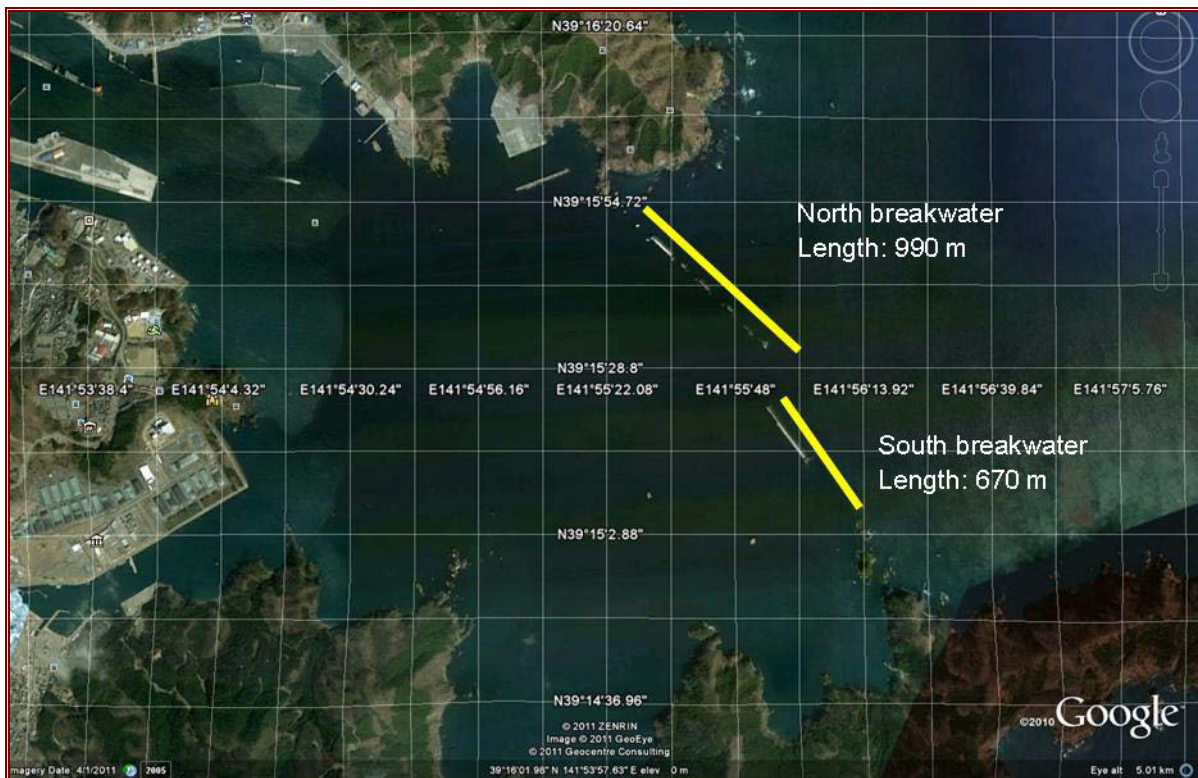 N39°16'20.64"
N39°15'54.72"
North breakwater
Length: 990 m
N39°15'28.8"
E141°53'38.4" E141°54'4.32" E141°54'30.24" E141°54'56.16" E141°55'22.08" E141°55'48" E141°56'13.92" E141°56'39.84" E141°57'5.76"
South breakwater
Length: 670 m
N39°15'2.88"
N39°14'36.96"
© 2011 ZENRIN
Image © 2011 GeoEye
© 2011 Geocentre Consulting
©2010 Google
magery Date: 4/1/2011 2005
39°16'01.98" N 141°53'57.63" E elev 0 m
Eye alt 5.01 km